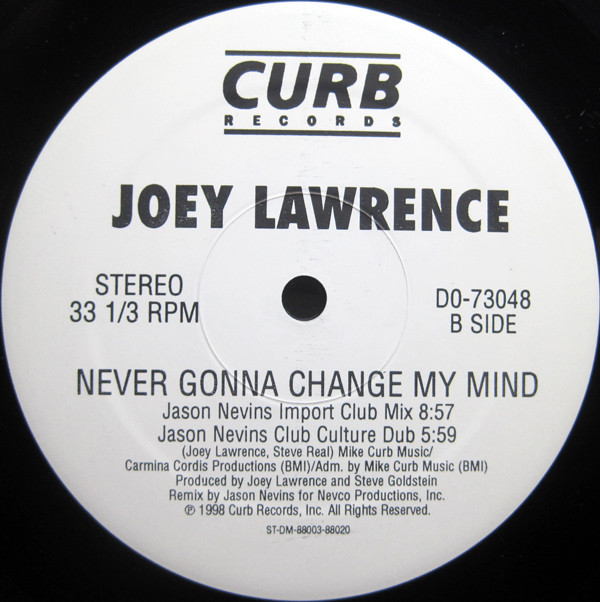 CURB
RECORDS
JOEY LAWRENCE
STEREO
33 1/3 RPM
D0-73048
B SIDE
NEVER GONNA CHANGE MY MIND
Jason Nevins Import Club Mix 8:57
Jason Nevins Club Culture Dub 5:59
(Joey Lawrence, Steve Real) Mike Curb Music/
Carmina Cordis Productions (BMI)/Adm. by Mike Curb Music (BMI)
Produced by Joey Lawrence and Steve Goldstein
Remix by Jason Nevins for Nevco Productions, Inc.
℗ 1998 Curb Records, Inc. All Rights Reserved.
ST-DM-88003-88020